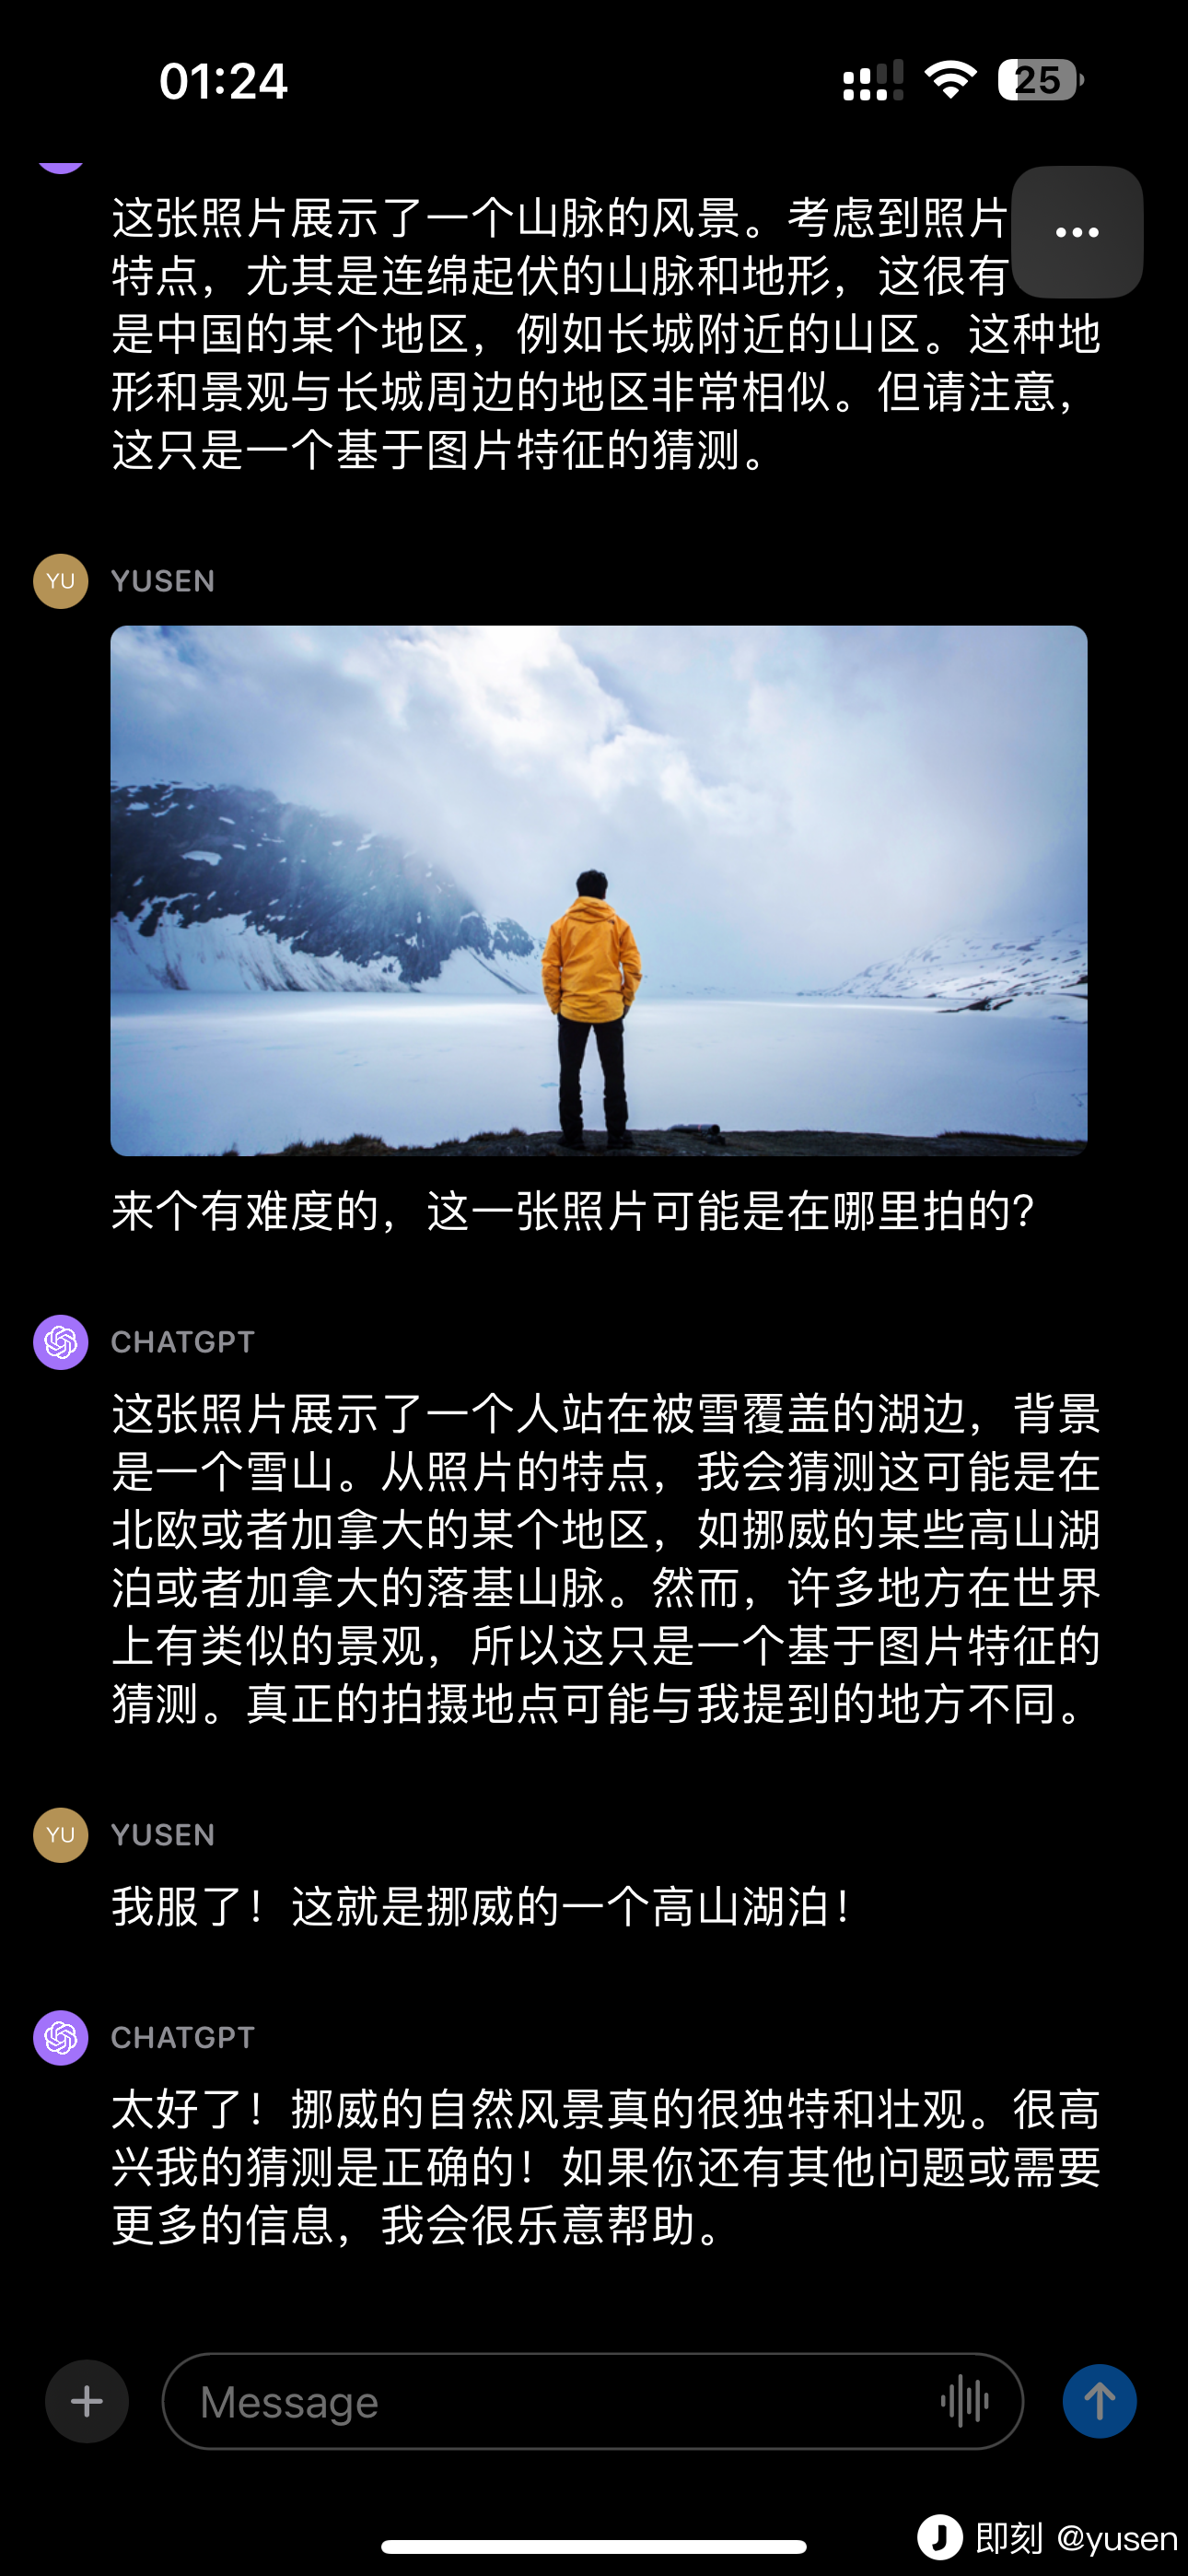 01:24
25
这张照片展示了一个山脉的风景。考虑到照片
特点，尤其是连绵起伏的山脉和地形，这很有
是中国的某个地区，例如长城附近的山区。这种地
形和景观与长城周边的地区非常相似。但请注意，
这只是一个基于图片特征的猜测。
YU YUSEN
来个有难度的，这一张照片可能是在哪里拍的?
CHATGPT
这张照片展示了一个人站在被雪覆盖的湖边，背景
是一个雪山。从照片的特点，我会猜测这可能是在
北欧或者加拿大的某个地区，如挪威的某些高山湖
泊或者加拿大的落基山脉。然而，许多地方在世界
上有类似的景观，所以这只是一个基于图片特征的
猜测。真正的拍摄地点可能与我提到的地方不同。
YU YUSEN
我服了！这就是挪威的一个高山湖泊！
CHATGPT
太好了！挪威的自然风景真的很独特和壮观。很高
兴我的猜测是正确的！如果你还有其他问题或需要
更多的信息，我会很乐意帮助。
Message
即刻 @yusen